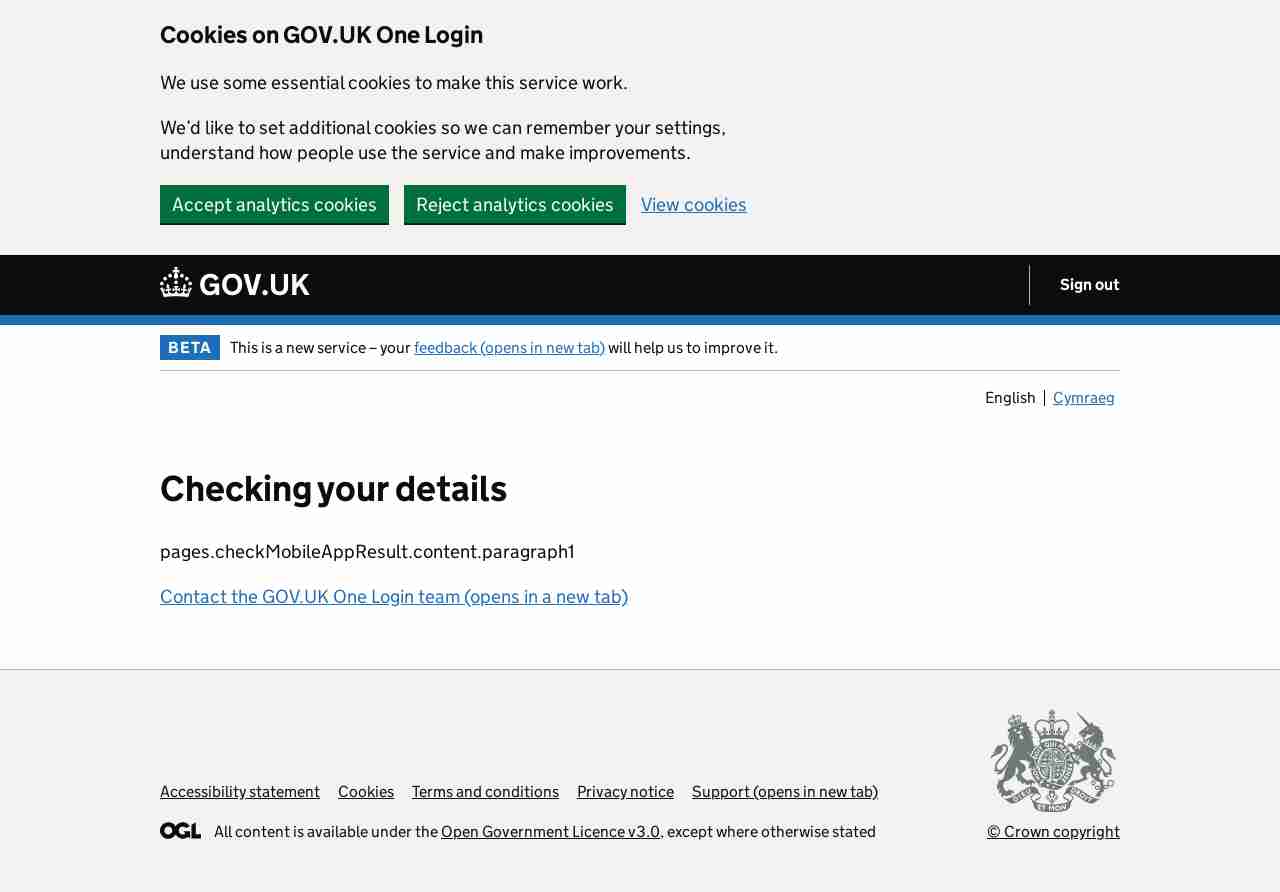 Cookies on GOV.UK One Login
We use some essential cookies to make this service work.
We’d like to set additional cookies so we can remember your settings,
understand how people use the service and make improvements.
Accept analytics cookies Reject analytics cookies View cookies
GOV.UK Sign out
BETA This is a new service – your feedback (opens in new tab) will help us to improve it.
English Cymraeg
Checking your details
pages.checkMobileAppResult.content.paragraph1
Contact the GOV.UK One Login team (opens in a new tab)
Accessibility statement Cookies Terms and conditions Privacy notice Support (opens in new tab)
OGL All content is available under the Open Government Licence v3.0, except where otherwise stated
© Crown copyright